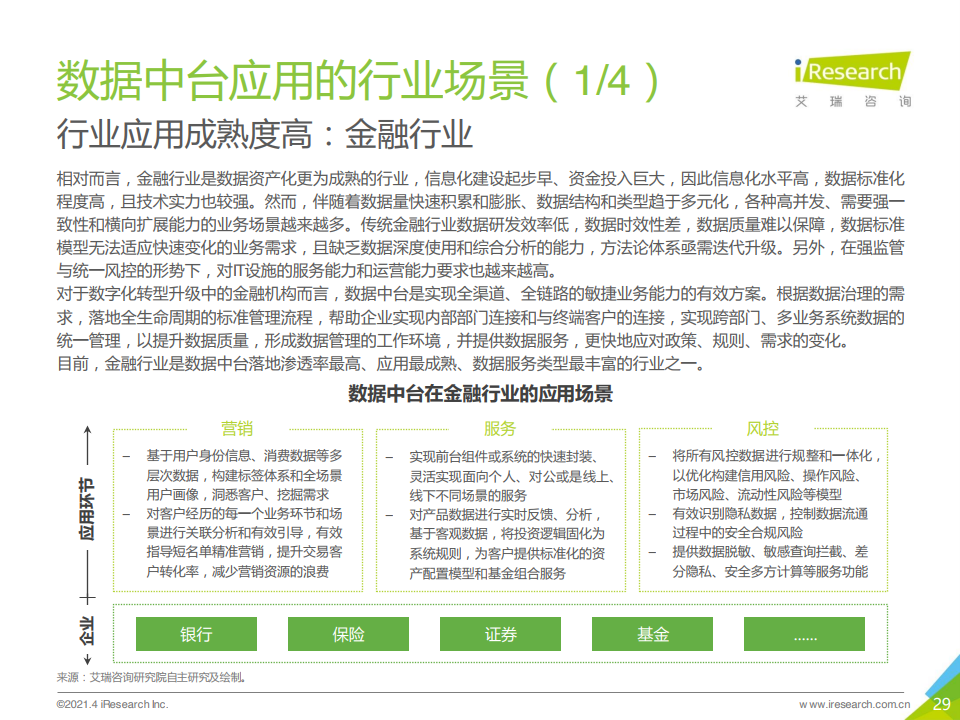 数据中台应用的行业场景（1/4）
iResearch
艾瑞咨询
行业应用成熟度高：金融行业
相对而言，金融行业是数据资产化更为成熟的行业，信息化建设起步早、资金投入巨大，因此信息化水平高，数据标准化
程度高，且技术实力也较强。然而，伴随着数据量快速积累和膨胀、数据结构和类型趋于多元化，各种高并发、需要强一
致性和横向扩展能力的业务场景越来越多。传统金融行业数据研发效率低，数据时效性差，数据质量难以保障，数据标准
模型无法适应快速变化的业务需求，且缺乏数据深度使用和综合分析的能力，方法论体系亟需迭代升级。另外，在强监管
与统一风控的形势下，对IT设施的服务能力和运营能力要求也越来越高。
对于数字化转型升级中的金融机构而言，数据中台是实现全渠道、全链路的敏捷业务能力的有效方案。根据数据治理的需
求，落地全生命周期的标准管理流程，帮助企业实现内部部门连接和与终端客户的连接，实现跨部门、多业务系统数据的
统一管理，以提升数据质量，形成数据管理的工作环境，并提供数据服务，更快地应对政策、规则、需求的变化。
目前，金融行业是数据中台落地渗透率最高、应用最成熟、数据服务类型最丰富的行业之一。
数据中台在金融行业的应用场景
应用环节
营销
– 基于用户身份信息、消费数据等多
层次数据，构建标签体系和全场景
用户画像，洞悉客户、挖掘需求
– 对客户经历的每一个业务环节和场
景进行关联分析和有效引导，有效
指导短名单精准营销，提升交易客
户转化率，减少营销资源的浪费
服务
– 实现前台组件或系统的快速封装、
灵活实现面向个人、对公或是线上、
线下不同场景的服务
– 对产品数据进行实时反馈、分析，
基于客观数据，将投资逻辑固化为
系统规则，为客户提供标准化的资
产配置模型和基金组合服务
风控
– 将所有风控数据进行规整和一体化，
以优化构建信用风险、操作风险、
市场风险、流动性风险等模型
– 有效识别隐私数据，控制数据流通
过程中的安全合规风险
– 提供数据脱敏、敏感查询拦截、差
分隐私、安全多方计算等服务功能
企业
银行
保险
证券
基金
......
来源：艾瑞咨询研究院自主研究及绘制。
©2021.4 iResearch Inc.
www.iresearch.com.cn
29